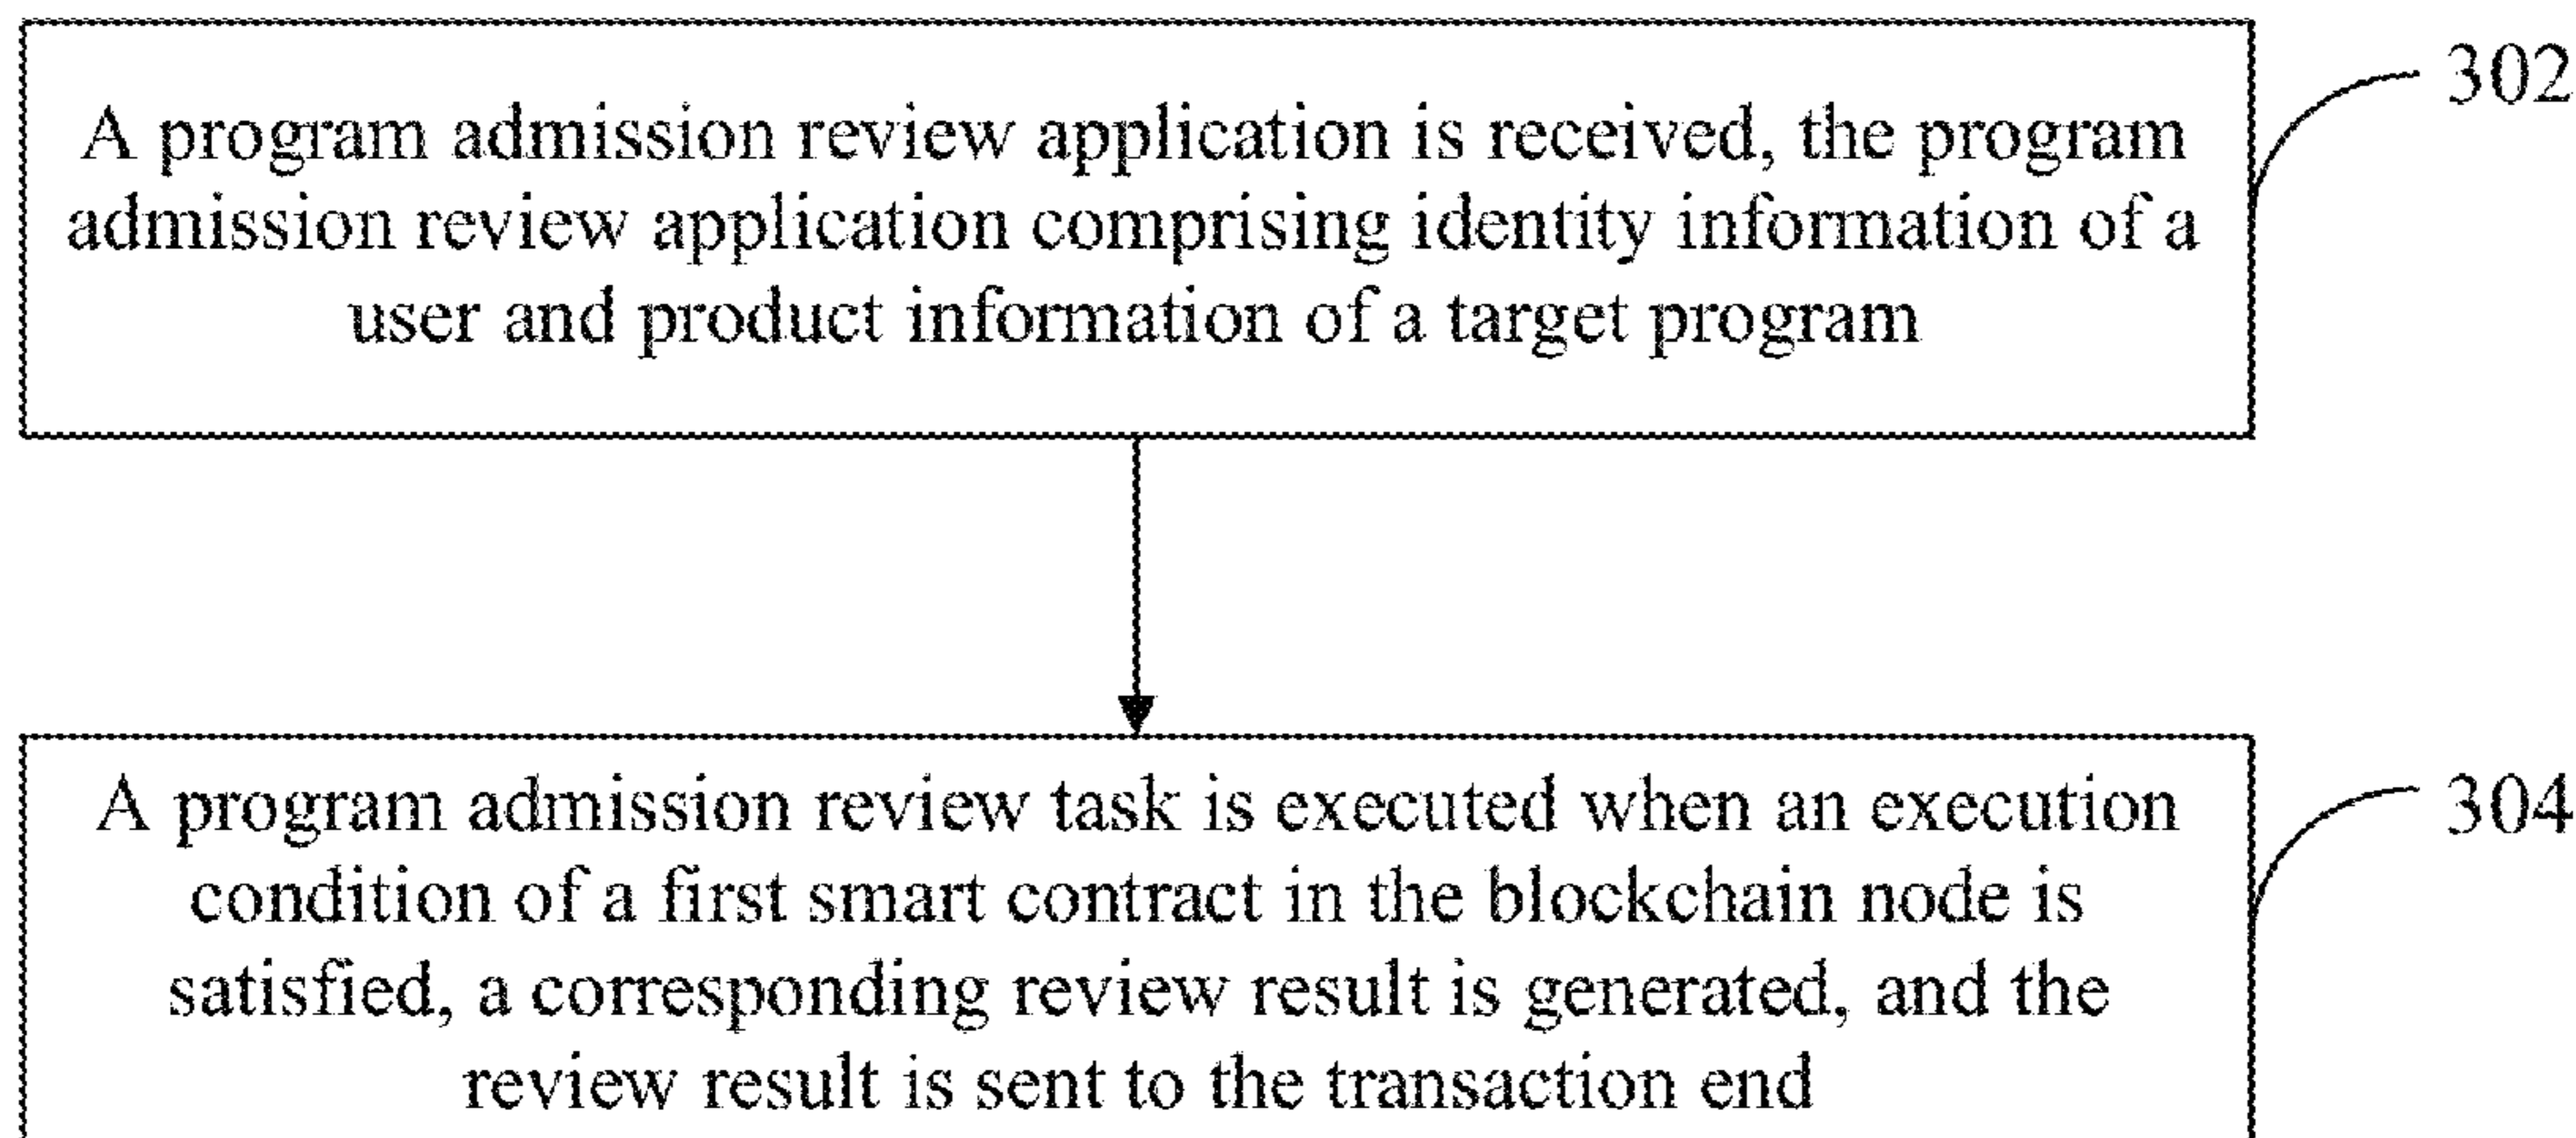 A program admission review application is received, the program
admission review application comprising identity information of a
user and product information of a target program
302
A program admission review task is executed when an execution
condition of a first smart contract in the blockchain node is
satisfied, a corresponding review result is generated, and the
review result is sent to the transaction end
304